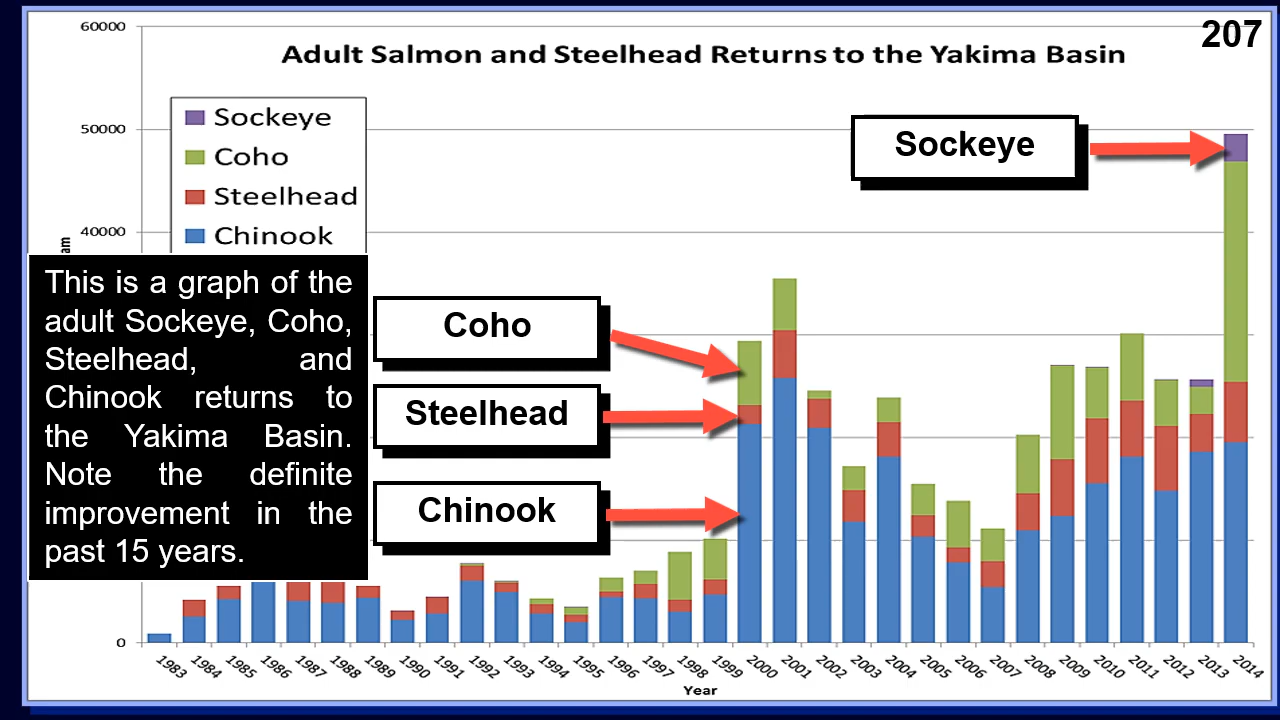 60000
207
Adult Salmon and Steelhead Returns to the Yakima Basin
50000
40000
0
Sockeye
Coho
Steelhead
Chinook
This is a graph of the
adult Sockeye, Coho,
Steelhead, and
Chinook returns to
the Yakima Basin.
Note the definite
improvement in the
past 15 years.
Sockeye
Coho
Steelhead
Chinook
1983 1984 1985 1986 1987 1988 1989 1990 1991 1992 1993 1994 1995 1996 1997 1998 1999 2000 2001 2002 2003 2004 2005 2006 2007 2008 2009 2010 2011 2012 2013 2014
Year